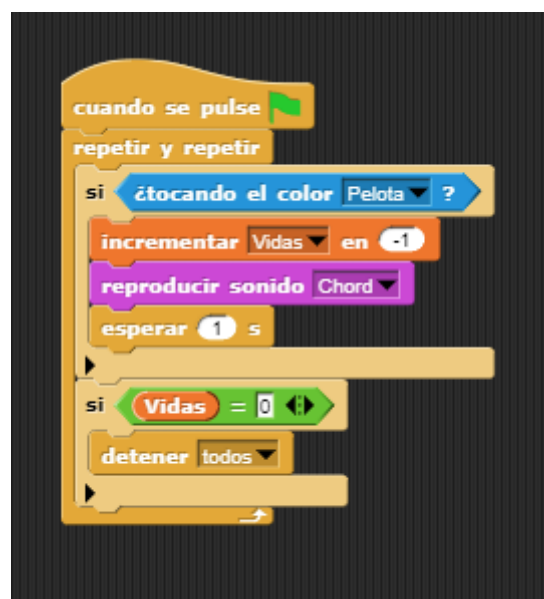 cuando se pulse
repetir y repetir
si ¿tocando el color Pelota ?
incrementar Vidas en -1
reproducir sonido Chord
esperar 1 s
si Vidas = 0
detener todos